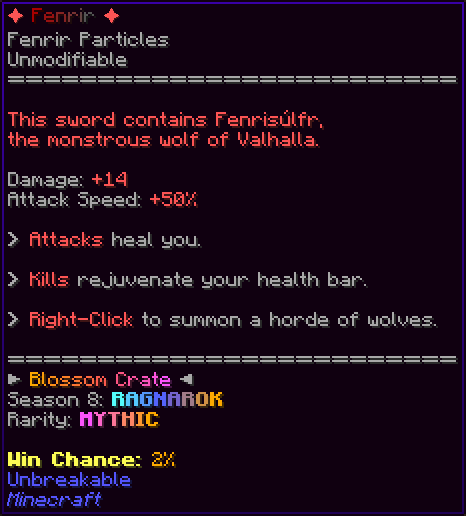 ✦ Fenrir ✦
Fenrir Particles
Unmodifiable
============================
This sword contains Fenrisúlfr,
the monstrous wolf of Valhalla.
Damage: +14
Attack Speed: +50%
> Attacks heal you.
> Kills rejuvenate your health bar.
> Right-Click to summon a horde of wolves.
============================
► Blossom Crate ◄
Season 8: RAGNAROK
Rarity: MYTHIC
Win Chance: 2%
Unbreakable
Minecraft